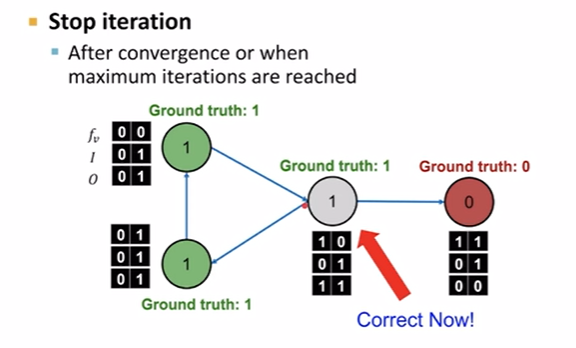 Stop iteration
After convergence or when
maximum iterations are reached
Ground truth: 1
fᵥ 0 0
I 0 1
O 0 1
1
Ground truth: 1
1
1 0
0 1
1 1
Ground truth: 0
0
1 1
0 1
0 0
0 1
0 1
0 1
1
Ground truth: 1
Correct Now!